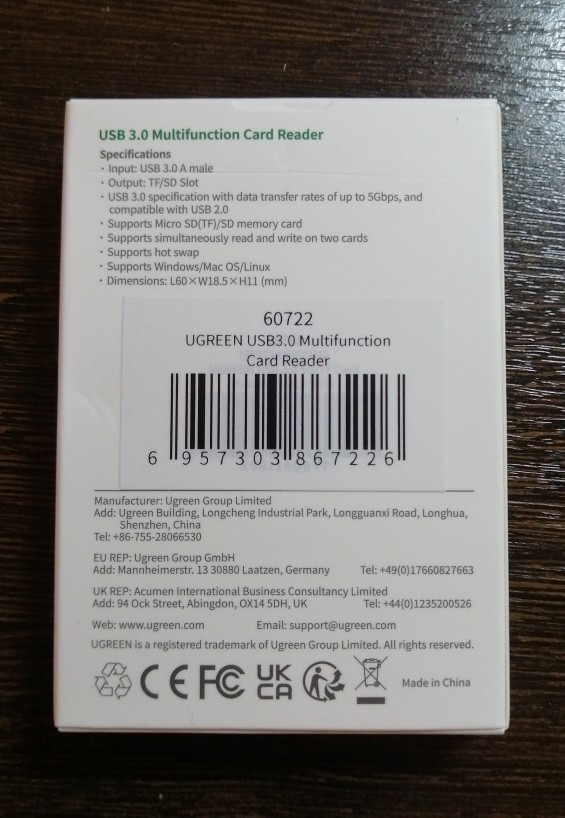 USB 3.0 Multifunction Card Reader
Specifications
· Input: USB 3.0 A male
· Output: TF/SD Slot
· USB 3.0 specification with data transfer rates of up to 5Gbps, and
compatible with USB 2.0
· Supports Micro SD(TF)/SD memory card
· Supports simultaneously read and write on two cards
· Supports hot swap
· Supports Windows/Mac OS/Linux
· Dimensions: L60×W18.5×H11 (mm)
60722
UGREEN USB3.0 Multifunction
Card Reader
6 957303 867226
Manufacturer: Ugreen Group Limited
Add: Ugreen Building, Longcheng Industrial Park, Longguanxi Road, Longhua,
Shenzhen, China
Tel: +86-755-28066530
EU REP: Ugreen Group GmbH
Add: Mannheimerstr. 13 30880 Laatzen, Germany Tel: +49(0)17660827663
UK REP: Acumen International Business Consultancy Limited
Add: 94 Ock Street, Abingdon, OX14 5DH, UK Tel: +44(0)1235200526
Web: www.ugreen.com Email: support@ugreen.com
UGREEN is a registered trademark of Ugreen Group Limited. All rights reserved.
CE FC UK CA Made in China